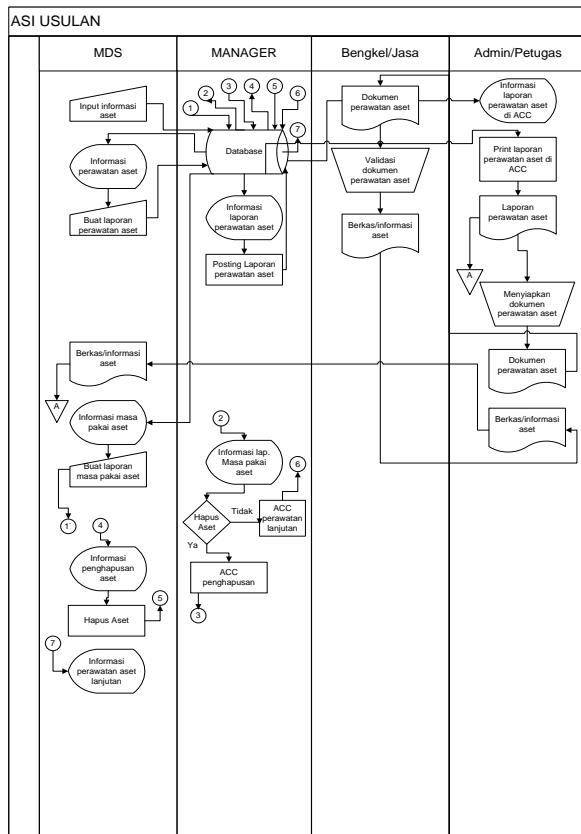 ASI USULAN
MDS
MANAGER
Bengkel/Jasa
Admin/Petugas
Input informasi
aset
Informasi
perawatan aset
Buat laporan
perawatan aset
Berkas/informasi
aset
A
Informasi masa
pakai aset
Buat laporan
masa pakai aset
1'
4
Informasi
penghapusan
aset
Hapus Aset
5
7
Informasi
perawatan aset
lanjutan
1
2
3
4
5
6
7
Database
Informasi
laporan
perawatan aset
Posting Laporan
perawatan aset
2
Informasi lap.
Masa pakai
aset
6
Hapus
Aset
Tidak
Ya
ACC
perawatan
lanjutan
ACC
penghapusan
3
Dokumen
perawatan aset
Validasi
dokumen
perawatan aset
Berkas/informasi
aset
Informasi
laporan
perawatan aset
di ACC
Print laporan
perawatan aset di
ACC
Laporan
perawatan aset
A
Menyiapkan
dokumen
perawatan aset
Dokumen
perawatan aset
Berkas/informasi
aset